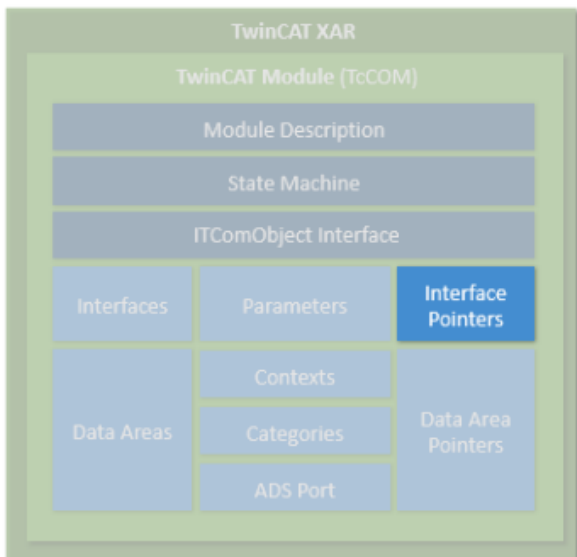 TwinCAT XAR
TwinCAT Module (TcCOM)
Module Description
State Machine
ITComObject Interface
Interfaces
Parameters
Interface
Pointers
Data Areas
Contexts
Categories
ADS Port
Data Area
Pointers